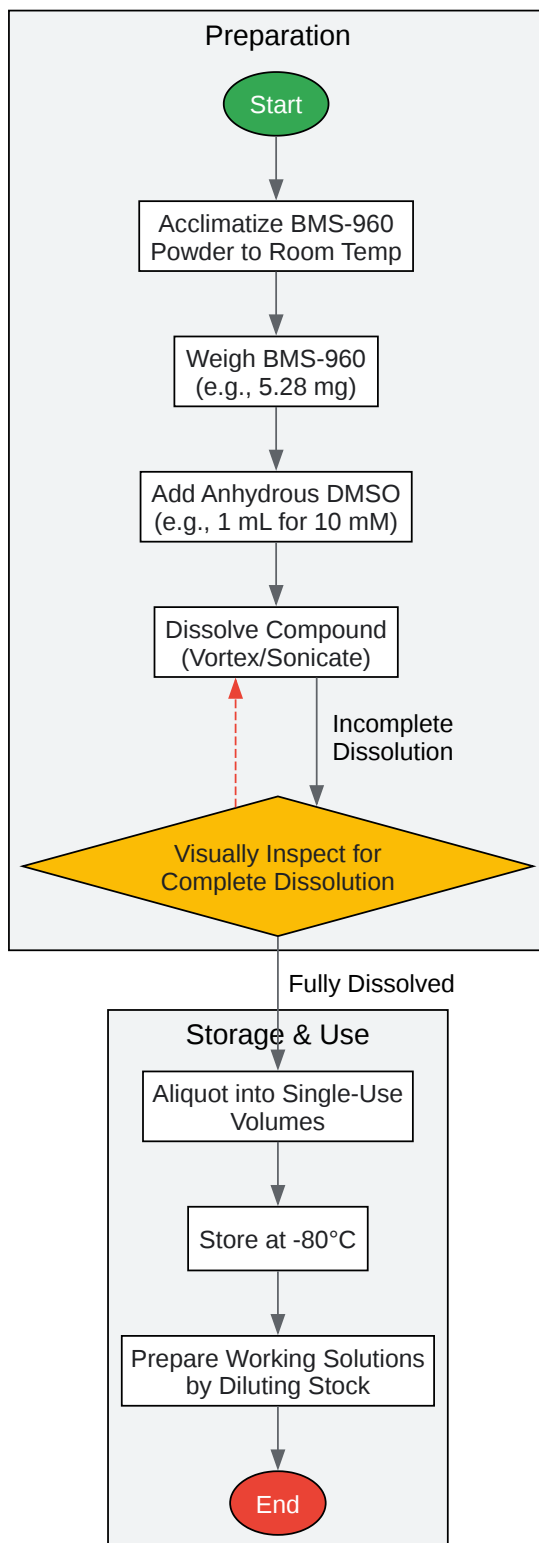 Preparation
Start
Acclimatize BMS-960
Powder to Room Temp
Weigh BMS-960
(e.g., 5.28 mg)
Add Anhydrous DMSO
(e.g., 1 mL for 10 mM)
Dissolve Compound
(Vortex/Sonicate)
Incomplete
Dissolution
Visually Inspect for
Complete Dissolution
Fully Dissolved
Storage & Use
Aliquot into Single-Use
Volumes
Store at -80°C
Prepare Working Solutions
by Diluting Stock
End